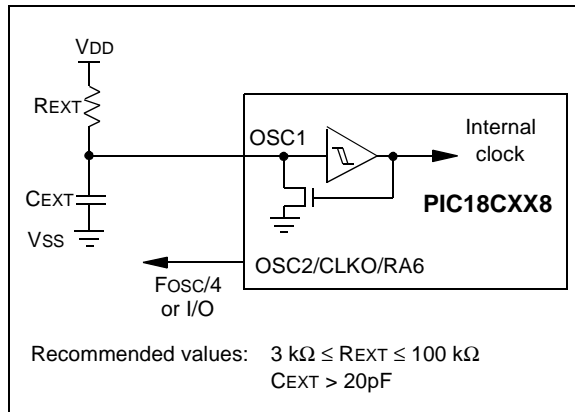 VDD
REXT
OSC1
Internal
clock
CEXT
PIC18CXX8
VSS
OSC2/CLKO/RA6
FOSC/4
or I/O
Recommended values: 3 kΩ ≤ REXT ≤ 100 kΩ
CEXT > 20pF